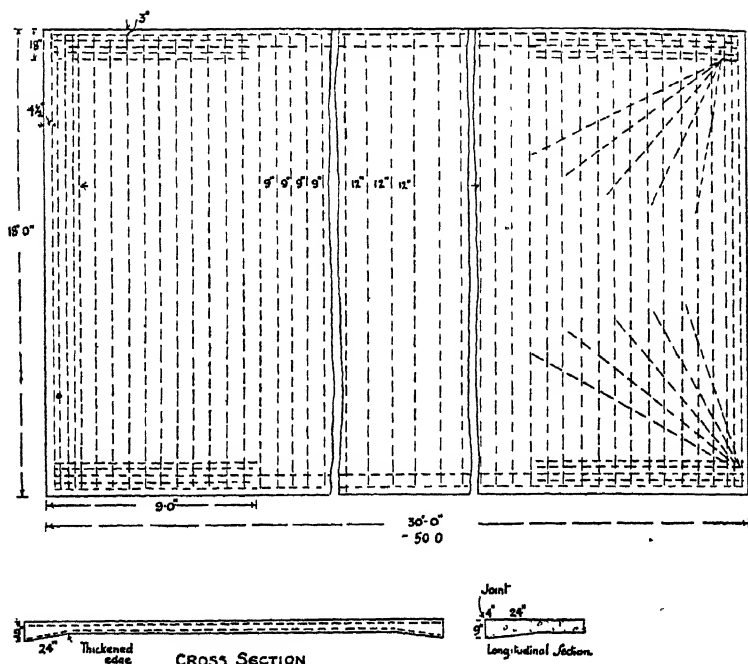 3"
18"
4½"
9" 9" 9" 9" 12" 12" 12"
15'0"
9'0"
30'-0"
- 50 0
Joint
4" 24"
9"
24"
Thickened
edge
CROSS SECTION
Longitudinal Section